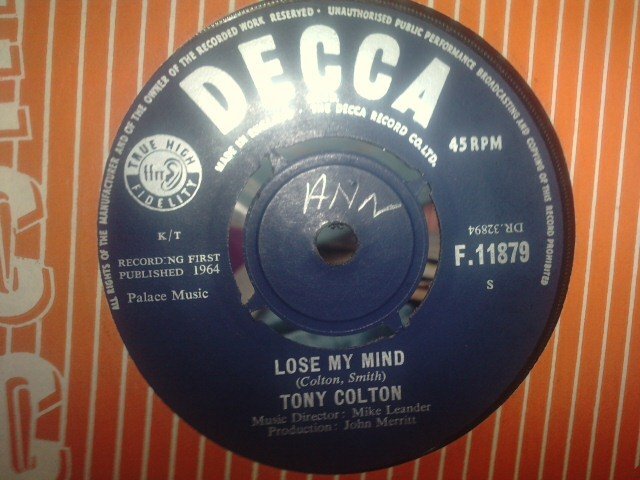 ALL RIGHTS OF THE MANUFACTURER AND OF THE OWNER OF THE RECORDED WORK RESERVED • UNAUTHORISED PUBLIC PERFORMANCE BROADCASTING AND COPYING OF THIS RECORD PROHIBITED
DECCA
THE DECCA RECORD CO. LTD.
MADE IN
TRUE HIGH
ffrr
FIDELITY
45 RPM
ANN
K/T
RECORDING FIRST
PUBLISHED 1964
Palace Music
DR.32894
F.11879
S
LOSE MY MIND
(Colton, Smith)
TONY COLTON
Music Director: Mike Leander
Production: John Merritt